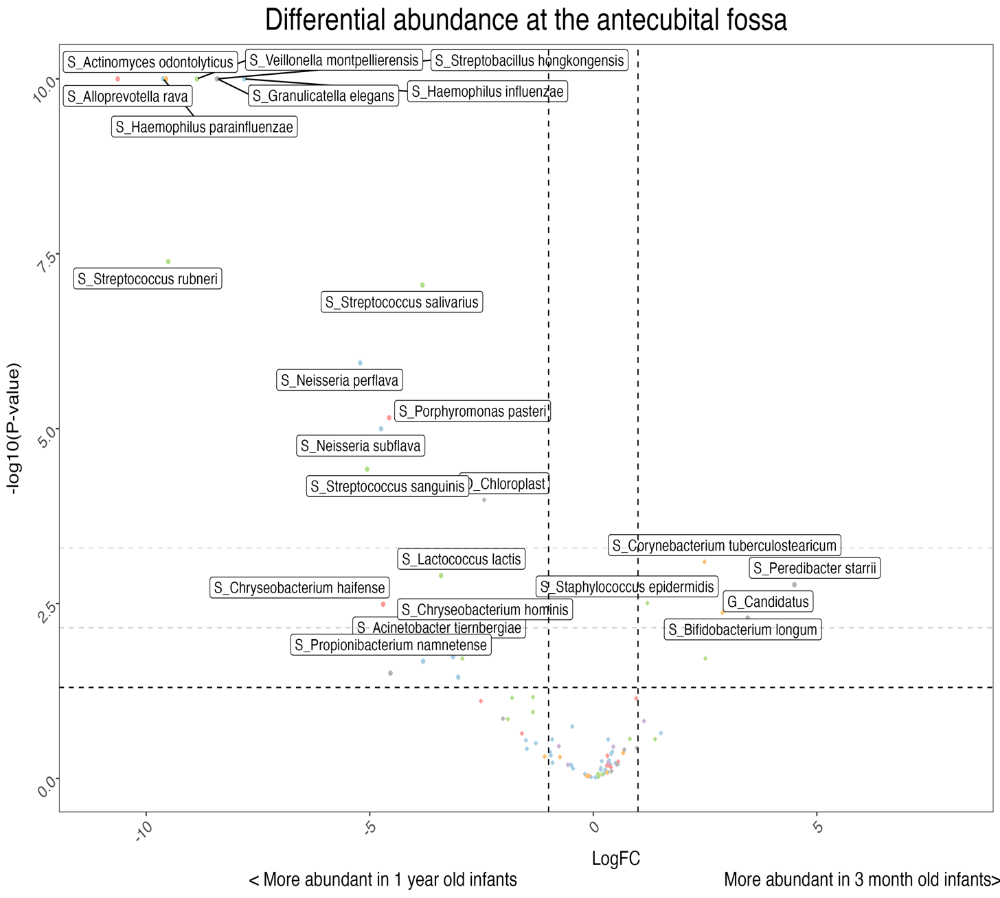 Differential abundance at the antecubital fossa
S_Actinomyces odontolyticus
S_Veillonella montpellierensis
S_Streptobacillus hongkongensis
S_Alloprevotella rava
S_Granulicatella elegans
S_Haemophilus influenzae
S_Haemophilus parainfluenzae
S_Streptococcus rubneri
S_Streptococcus salivarius
S_Neisseria perflava
S_Porphyromonas pasteri
S_Neisseria subflava
S_Streptococcus sanguinis
O_Chloroplast
S_Corynebacterium tuberculostearicum
S_Lactococcus lactis
S_Peredibacter starrii
S_Chryseobacterium haifense
S_Staphylococcus epidermidis
G_Candidatus
S_Chryseobacterium hominis
S_Acinetobacter tjernbergiae
S_Bifidobacterium longum
S_Propionibacterium namnetense
10.0
7.5
5.0
2.5
0.0
-log10(P-value)
-10
-5
0
5
LogFC
< More abundant in 1 year old infants
More abundant in 3 month old infants>